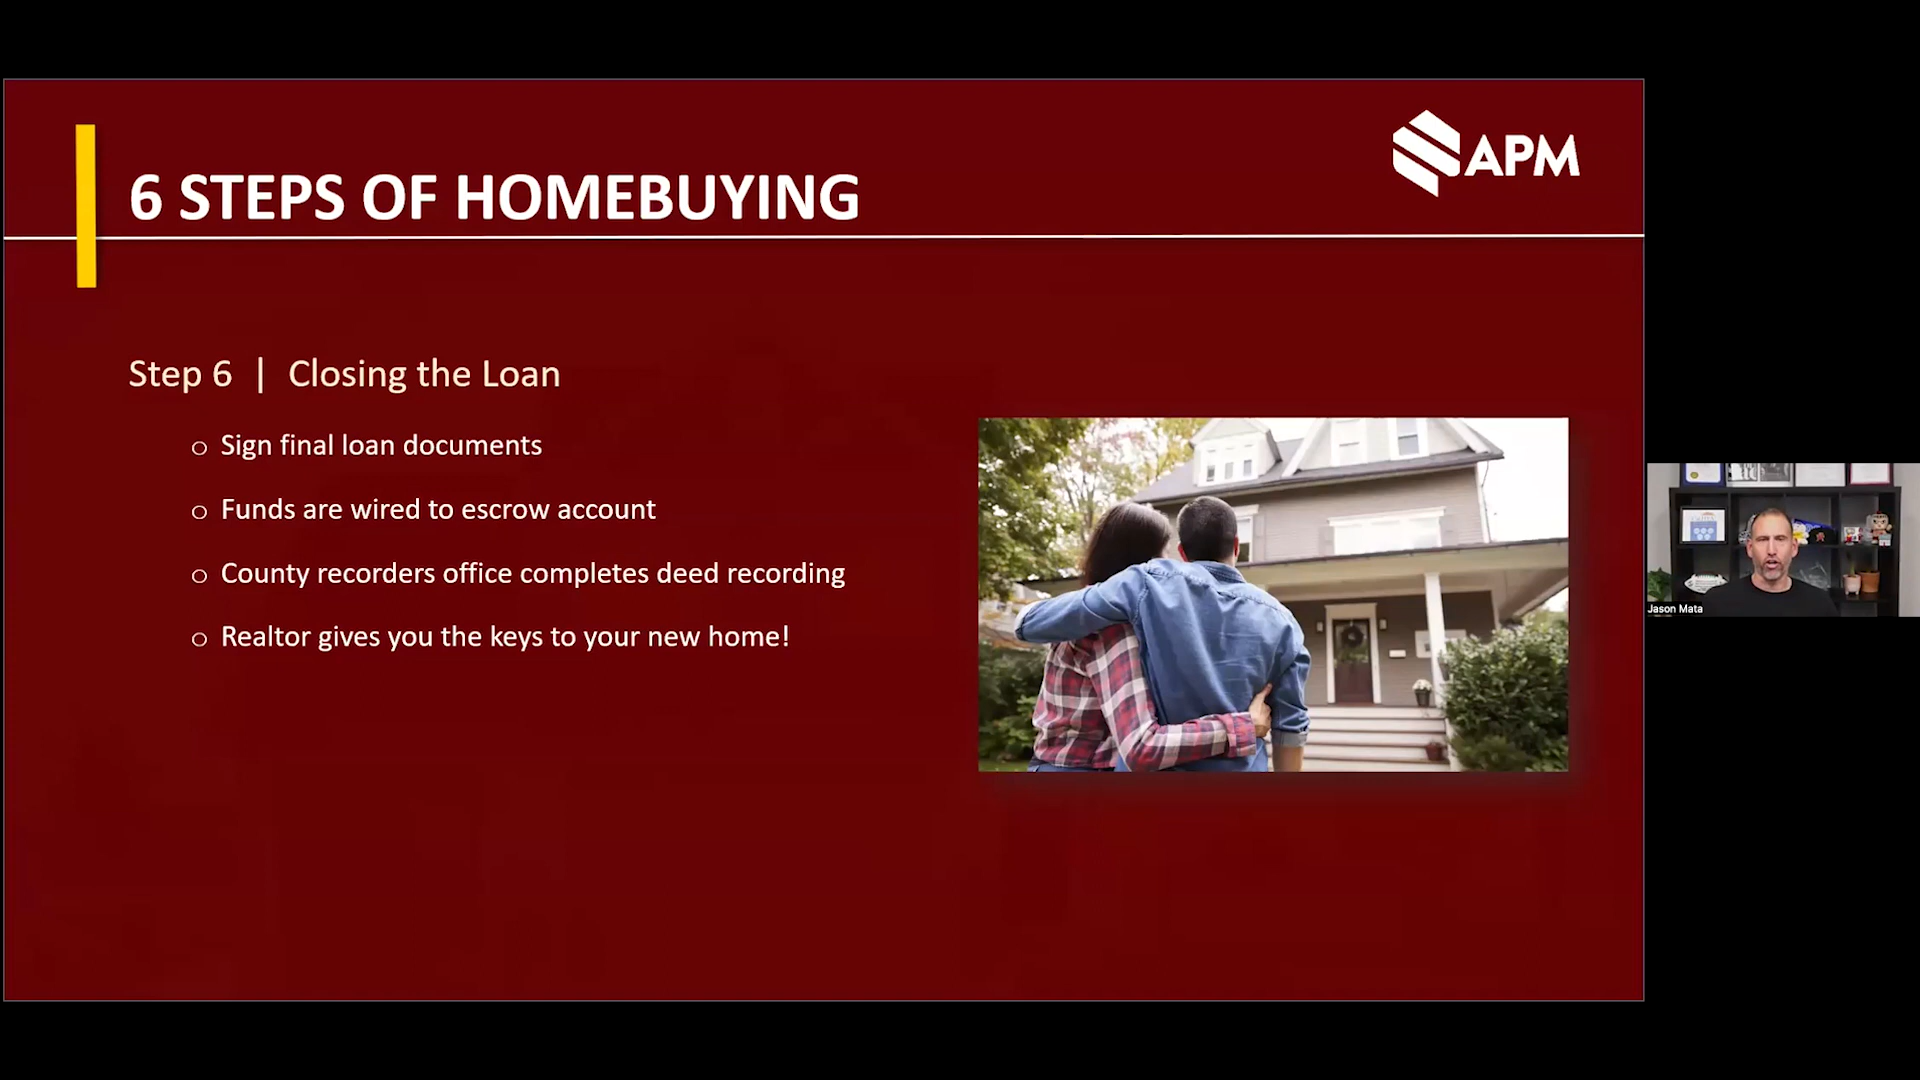 APM
6 STEPS OF HOMEBUYING
Step 6 | Closing the Loan
o Sign final loan documents
o Funds are wired to escrow account
o County recorders office completes deed recording
o Realtor gives you the keys to your new home!
Jason Mata